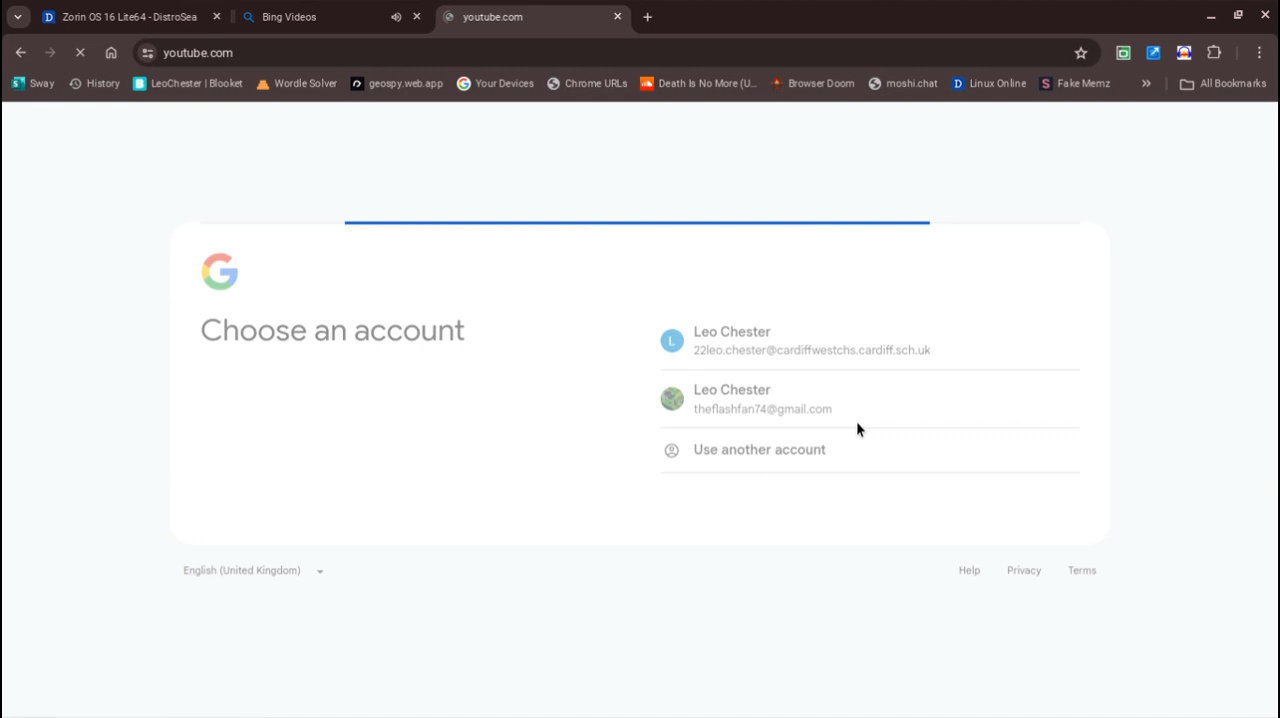 Zorin OS 16 Lite64 - DistroSea
Bing Videos
youtube.com
youtube.com
Sway
History
LeoChester | Blooket
Wordle Solver
geospy.web.app
Your Devices
Chrome URLs
Death Is No More (U...
Browser Doom
moshi.chat
Linux Online
Fake Memz
All Bookmarks
Choose an account
L
Leo Chester
22leo.chester@cardiffwestchs.cardiff.sch.uk
Leo Chester
theflashfan74@gmail.com
Use another account
English (United Kingdom)
Help
Privacy
Terms